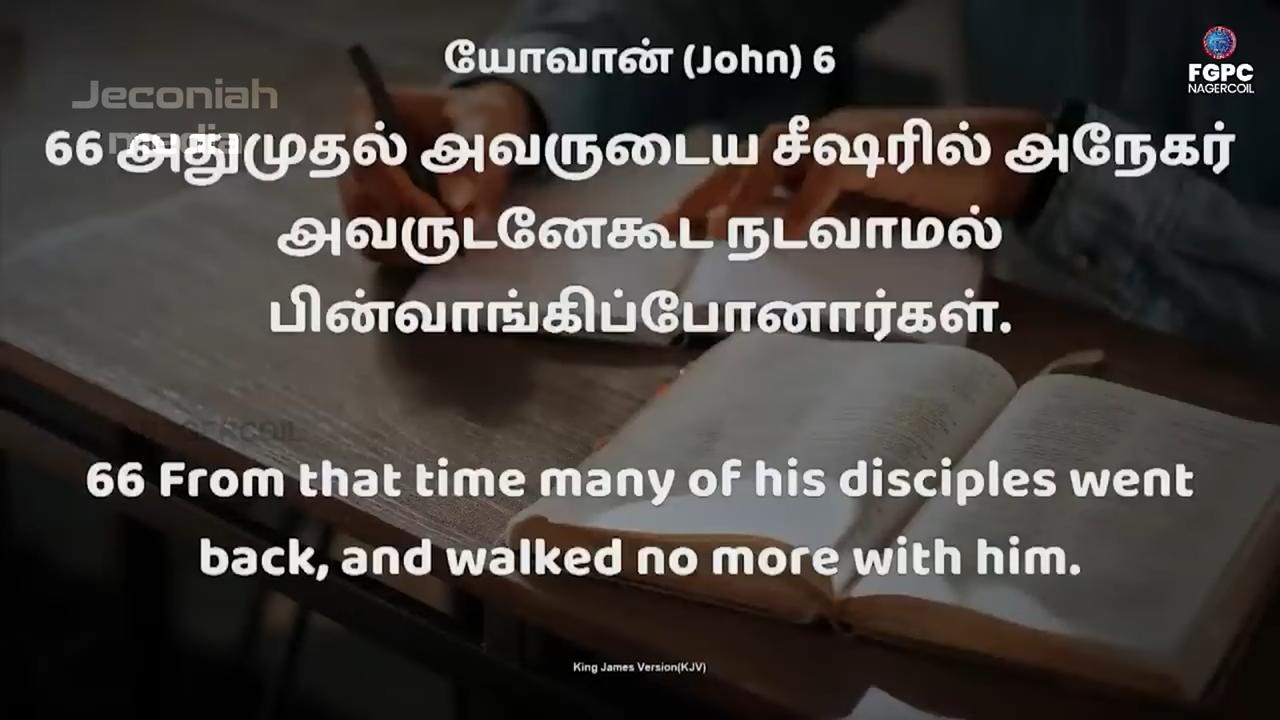 யோவான் (John) 6
FGPC
NAGERCOIL
Jeconiah
media
66 அதுமுதல் அவருடைய சீஷரில் அநேகர்
அவருடனேகூட நடவாமல்
பின்வாங்கிப்போனார்கள்.
66 From that time many of his disciples went
back, and walked no more with him.
King James Version(KJV)